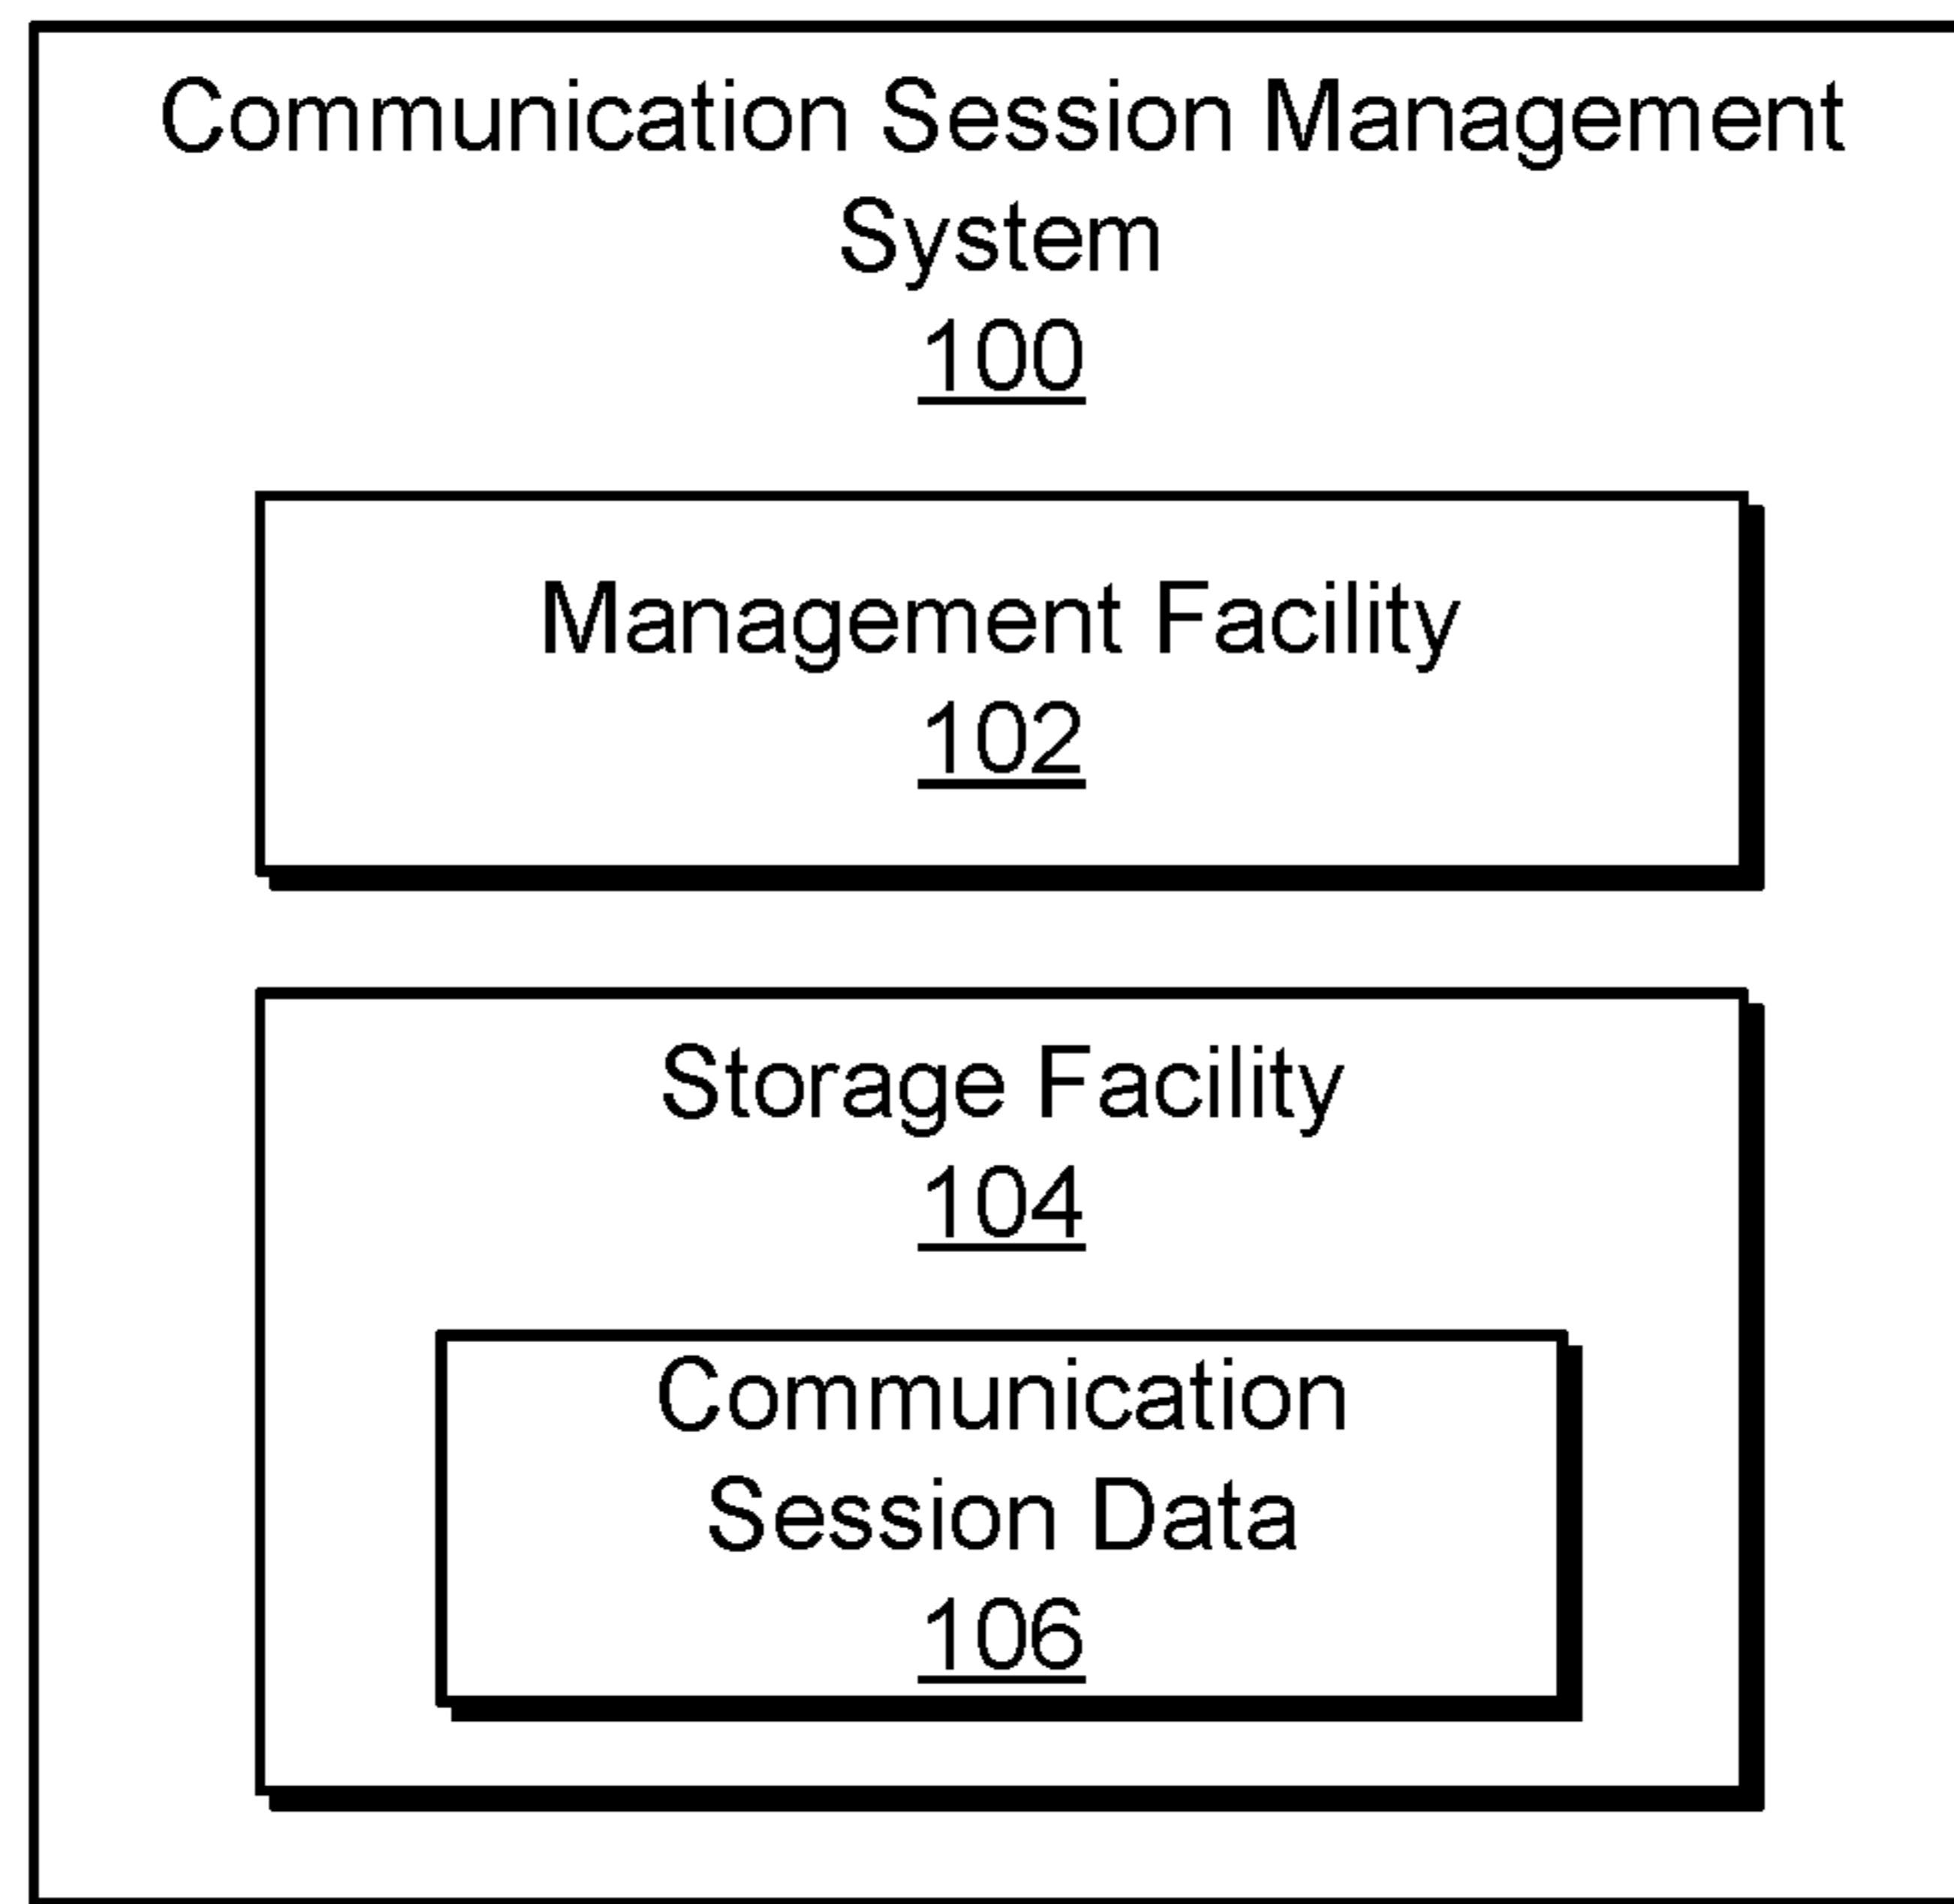 Communication Session Management
System
100
Management Facility
102
Storage Facility
104
Communication
Session Data
106